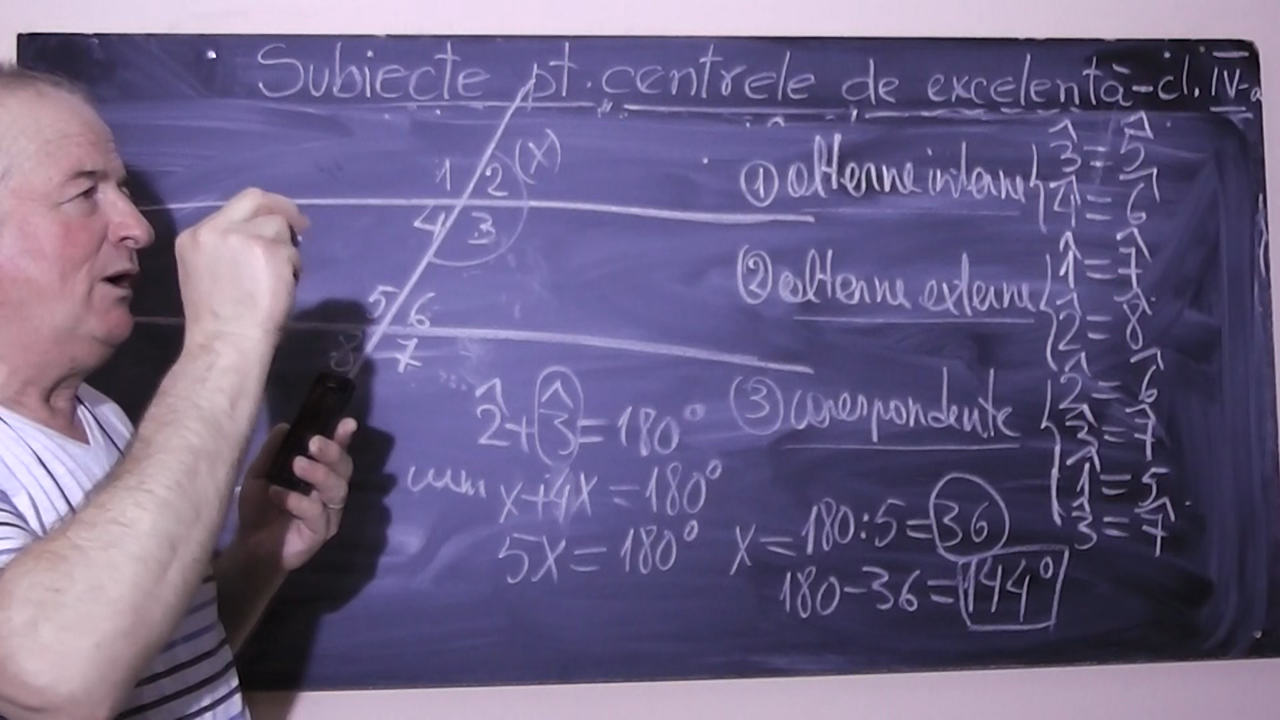 Subiecte pt. centrele de excelenta-cl. IV-a
1 2 (x)
4 3
5 6
8 7
① alterne interne { 3̂ = 5̂
4̂ = 6̂
② alterne externe { 1̂ = 7̂
2̂ = 8̂
③ corespondente { 2̂ = 6̂
3̂ = 7̂
1̂ = 5̂
3̂ = 7̂
2̂ + 3̂ = 180°
x + 4x = 180°
5x = 180°
x = 180:5 = 36
180 - 36 = 144°